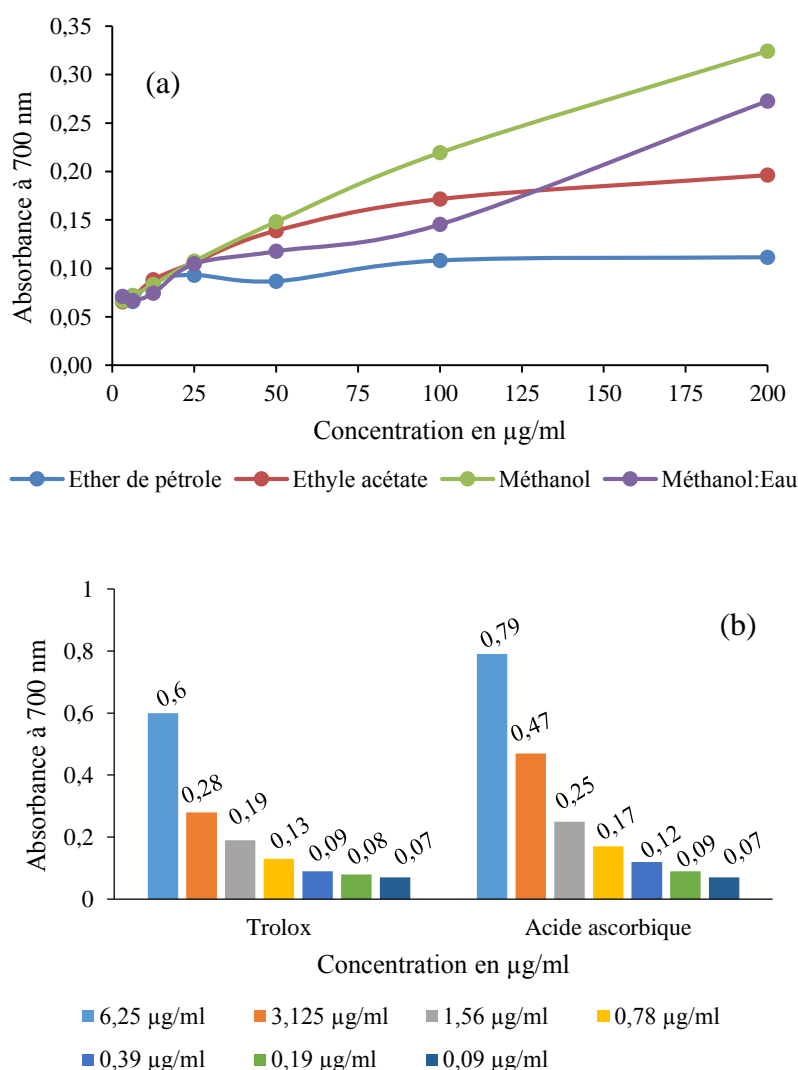 0,35
0,30
0,25
0,20
0,15
0,10
0,05
0,00
Absorbance à 700 nm
(a)
0 25 50 75 100 125 150 175 200
Concentration en µg/ml
Ether de pétrole Ethyle acétate Méthanol Méthanol:Eau
1
0,8
0,6
0,4
0,2
0
Absorbance à 700 nm
(b)
0,6
0,28
0,19
0,13
0,09
0,08
0,07
0,79
0,47
0,25
0,17
0,12
0,09
0,07
Trolox Acide ascorbique
Concentration en µg/ml
6,25 µg/ml 3,125 µg/ml 1,56 µg/ml 0,78 µg/ml
0,39 µg/ml 0,19 µg/ml 0,09 µg/ml